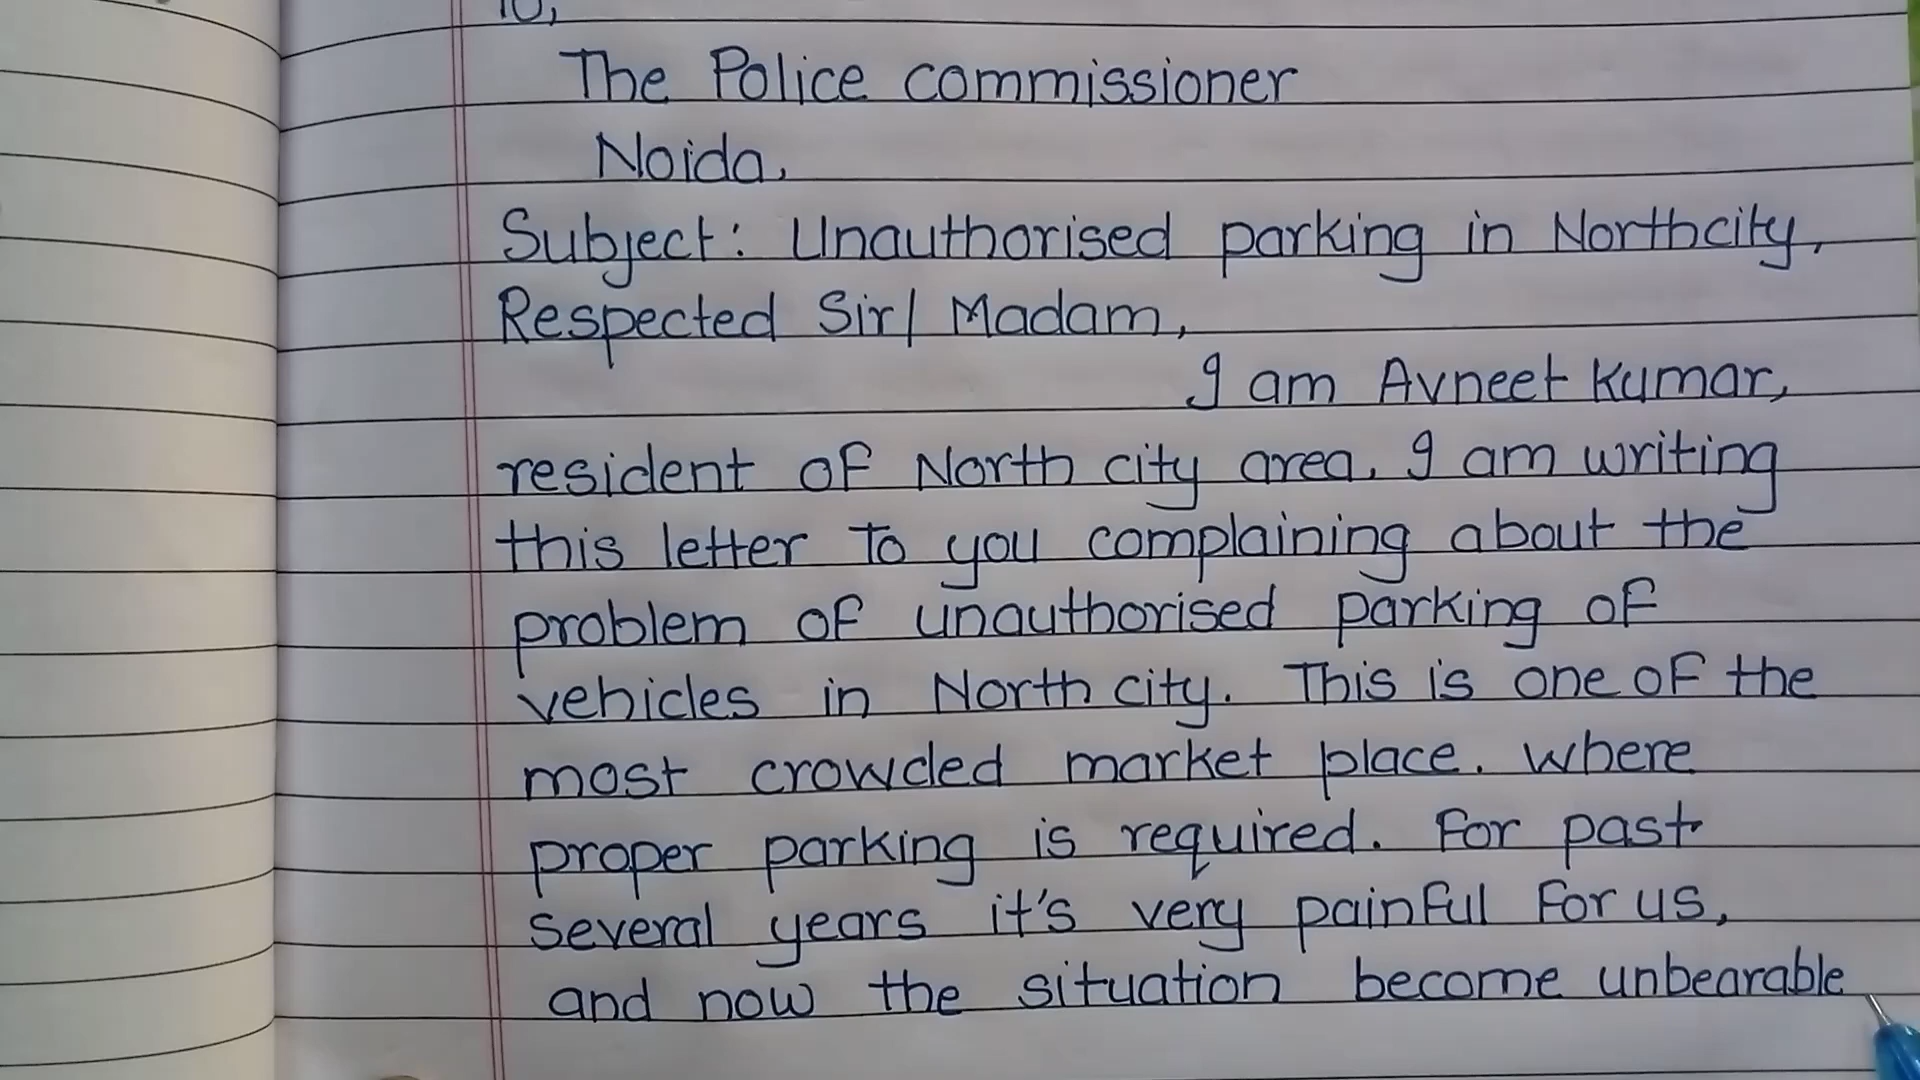 To,
The Police commissioner
Noida,
Subject: Unauthorised parking in Northcity,
Respected Sir/ Madam,
I am Avneet Kumar,
resident of North city area, I am writing
this letter to you complaining about the
problem of unauthorised parking of
vehicles in North city. This is one of the
most crowded market place. where
proper parking is required. For past
several years it's very painful for us,
and now the situation become unbearable